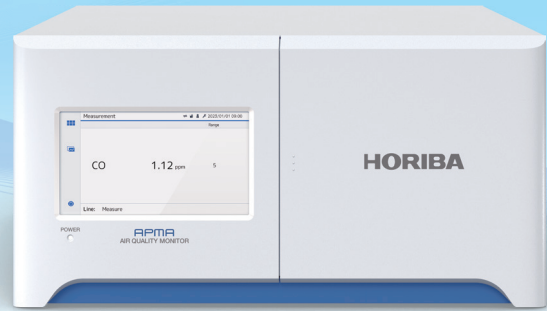 Measurement 2025/01/01 00:00
Range
CO 1.12 ppm 5
Line: Measure
POWER
APMA
AIR QUALITY MONITOR
HORIBA